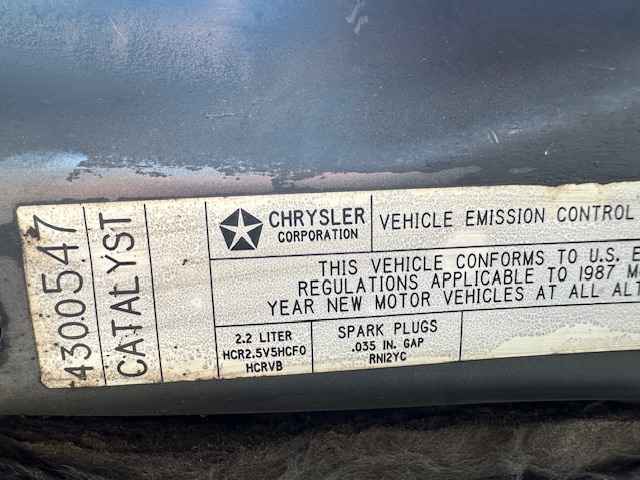 4300547
CATALYST
CHRYSLER
CORPORATION
VEHICLE EMISSION CONTROL
THIS VEHICLE CONFORMS TO U.S. E
REGULATIONS APPLICABLE TO 1987 M
YEAR NEW MOTOR VEHICLES AT ALL ALT
2.2 LITER
HCR2.5V5HCF0
HCRVB
SPARK PLUGS
.035 IN. GAP
RN12YC